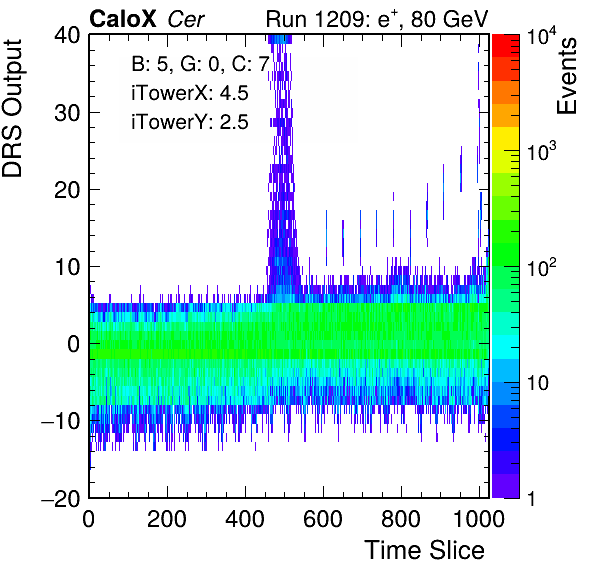 CaloX Cer Run 1209: e⁺, 80 GeV
B: 5, G: 0, C: 7
iTowerX: 4.5
iTowerY: 2.5
DRS Output
40
30
20
10
0
−10
−20
0 200 400 600 800 1000
Time Slice
Events
10⁴
10³
10²
10
1